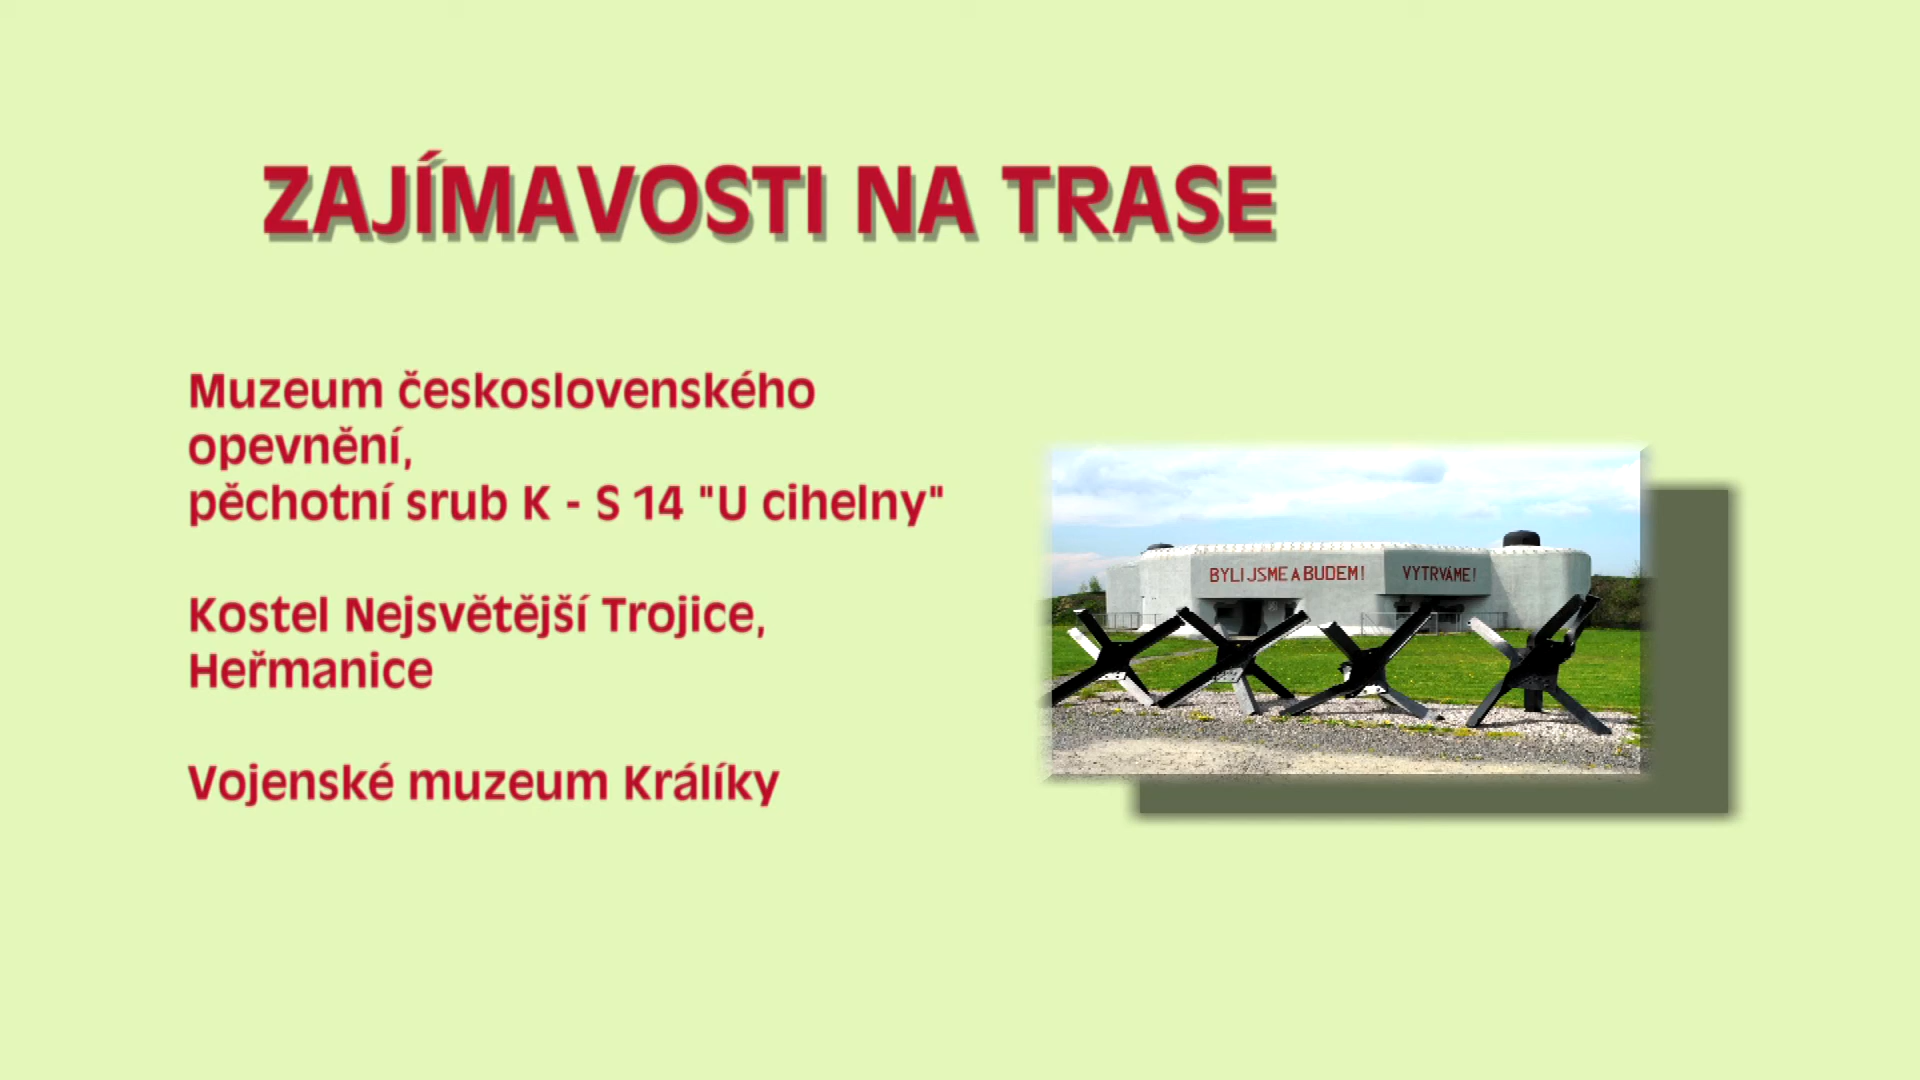 ZAJÍMAVOSTI NA TRASE
Muzeum československého
opevnění,
pěchotní srub K - S 14 "U cihelny"
Kostel Nejsvětější Trojice,
Heřmanice
Vojenské muzeum Králíky
BYLI JSME A BUDEM! VYTRVÁME!